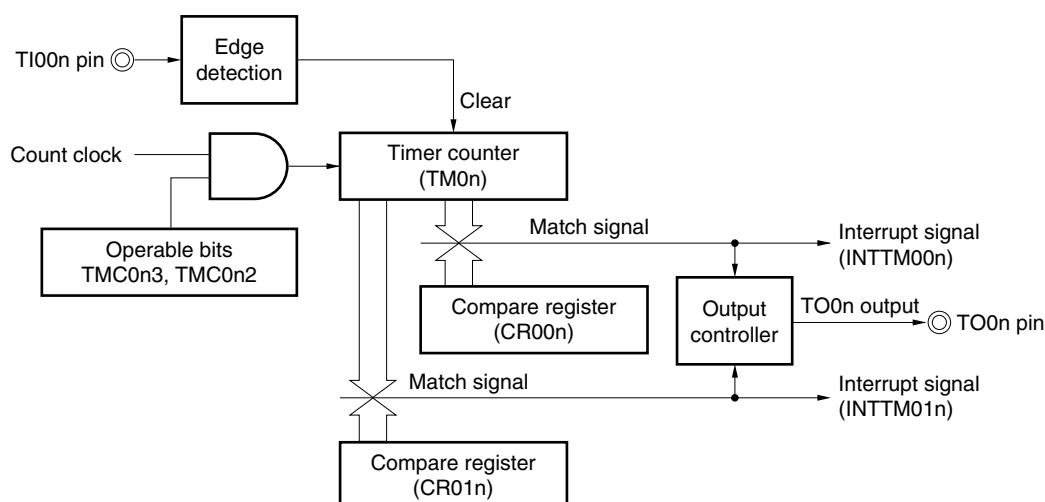 TI00n pin
Edge
detection
Clear
Count clock
Timer counter
(TM0n)
Operable bits
TMC0n3, TMC0n2
Match signal
Interrupt signal
(INTTM00n)
Compare register
(CR00n)
Output
controller
TO0n output
TO0n pin
Match signal
Interrupt signal
(INTTM01n)
Compare register
(CR01n)